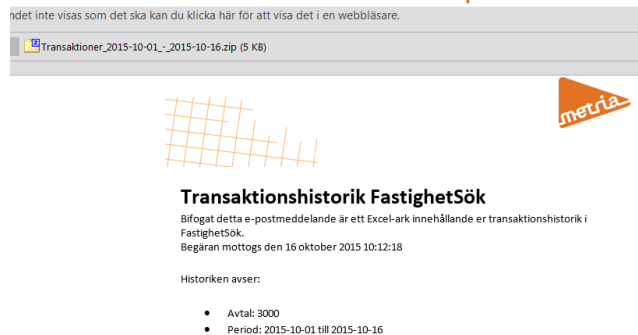 ndet inte visas som det ska kan du klicka här för att visa det i en webbläsare.
Transaktioner_2015-10-01_-_2015-10-16.zip (5 KB)
metria
Transaktionshistorik FastighetSök
Bifogat detta e-postmeddelande är ett Excel-ark innehållande er transaktionshistorik i
FastighetSök.
Begäran mottogs den 16 oktober 2015 10:12:18
Historiken avser:
• Avtal: 3000
• Period: 2015-10-01 till 2015-10-16